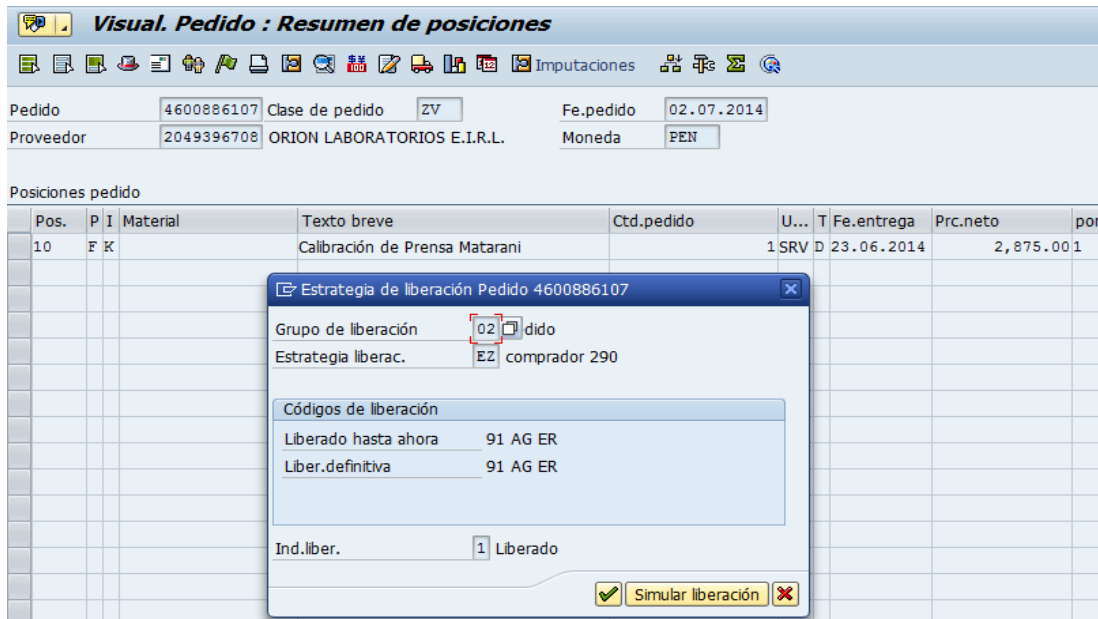 Visual. Pedido : Resumen de posiciones
Imputaciones
Pedido 4600886107 Clase de pedido ZV Fe.pedido 02.07.2014
Proveedor 2049396708 ORION LABORATORIOS E.I.R.L. Moneda PEN
Posiciones pedido
Pos. P I Material Texto breve Ctd.pedido U... T Fe.entrega Prc.neto por
10 F K Calibración de Prensa Matarani 1 SRV D 23.06.2014 2,875.00 1
Estrategia de liberación Pedido 4600886107
Grupo de liberación 02 dido
Estrategia liberac. EZ comprador 290
Códigos de liberación
Liberado hasta ahora 91 AG ER
Liber.definitiva 91 AG ER
Ind.liber. 1 Liberado
Simular liberación